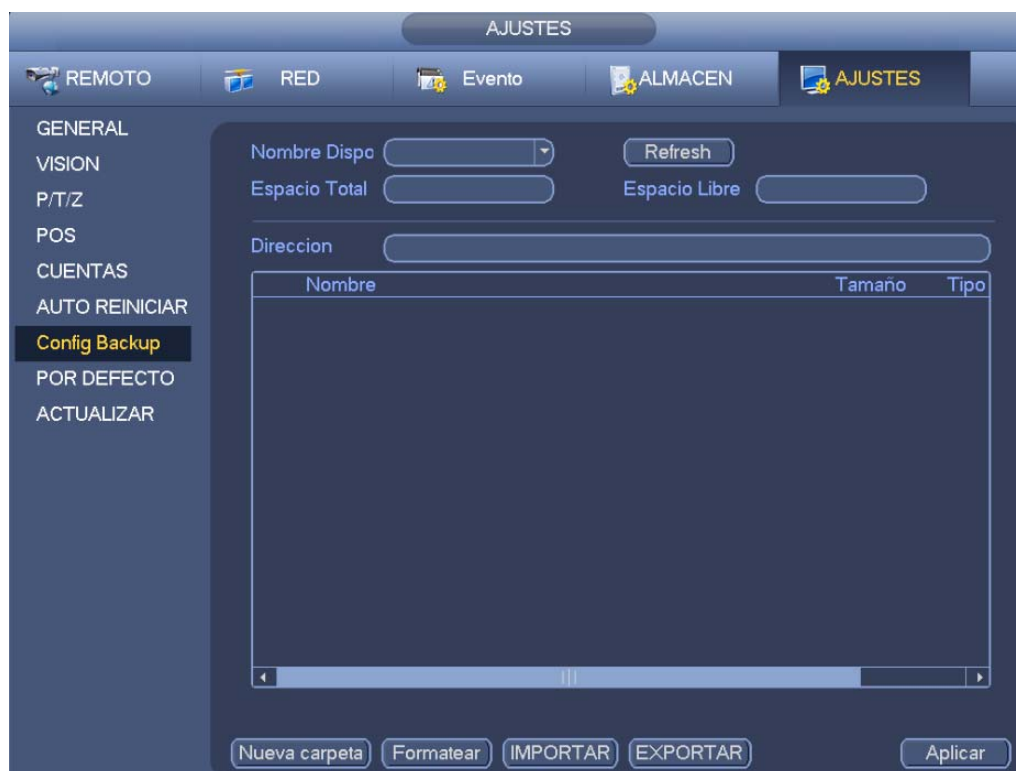 AJUSTES
REMOTO RED Evento ALMACEN AJUSTES
GENERAL
VISION
P/T/Z
POS
CUENTAS
AUTO REINICIAR
Config Backup
POR DEFECTO
ACTUALIZAR
Nombre Dispo Refresh
Espacio Total Espacio Libre
Direccion
Nombre Tamaño Tipo
Nueva carpeta Formatear IMPORTAR EXPORTAR Aplicar